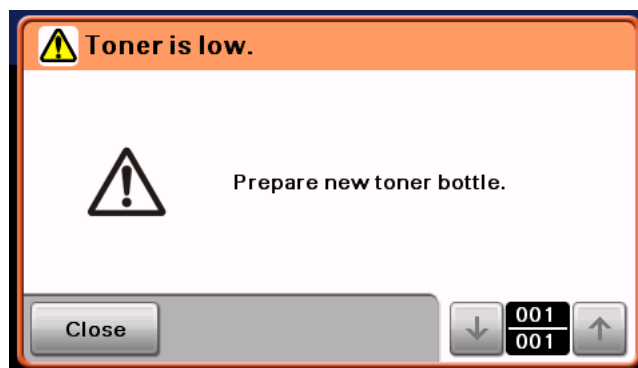 Toner is low.
Prepare new toner bottle.
Close
001
001